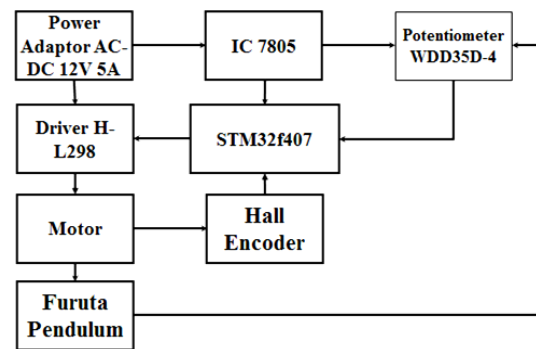 Power
Adaptor AC-
DC 12V 5A
IC 7805
Potentiometer
WDD35D-4
Driver H-
L298
STM32f407
Motor
Hall
Encoder
Furuta
Pendulum